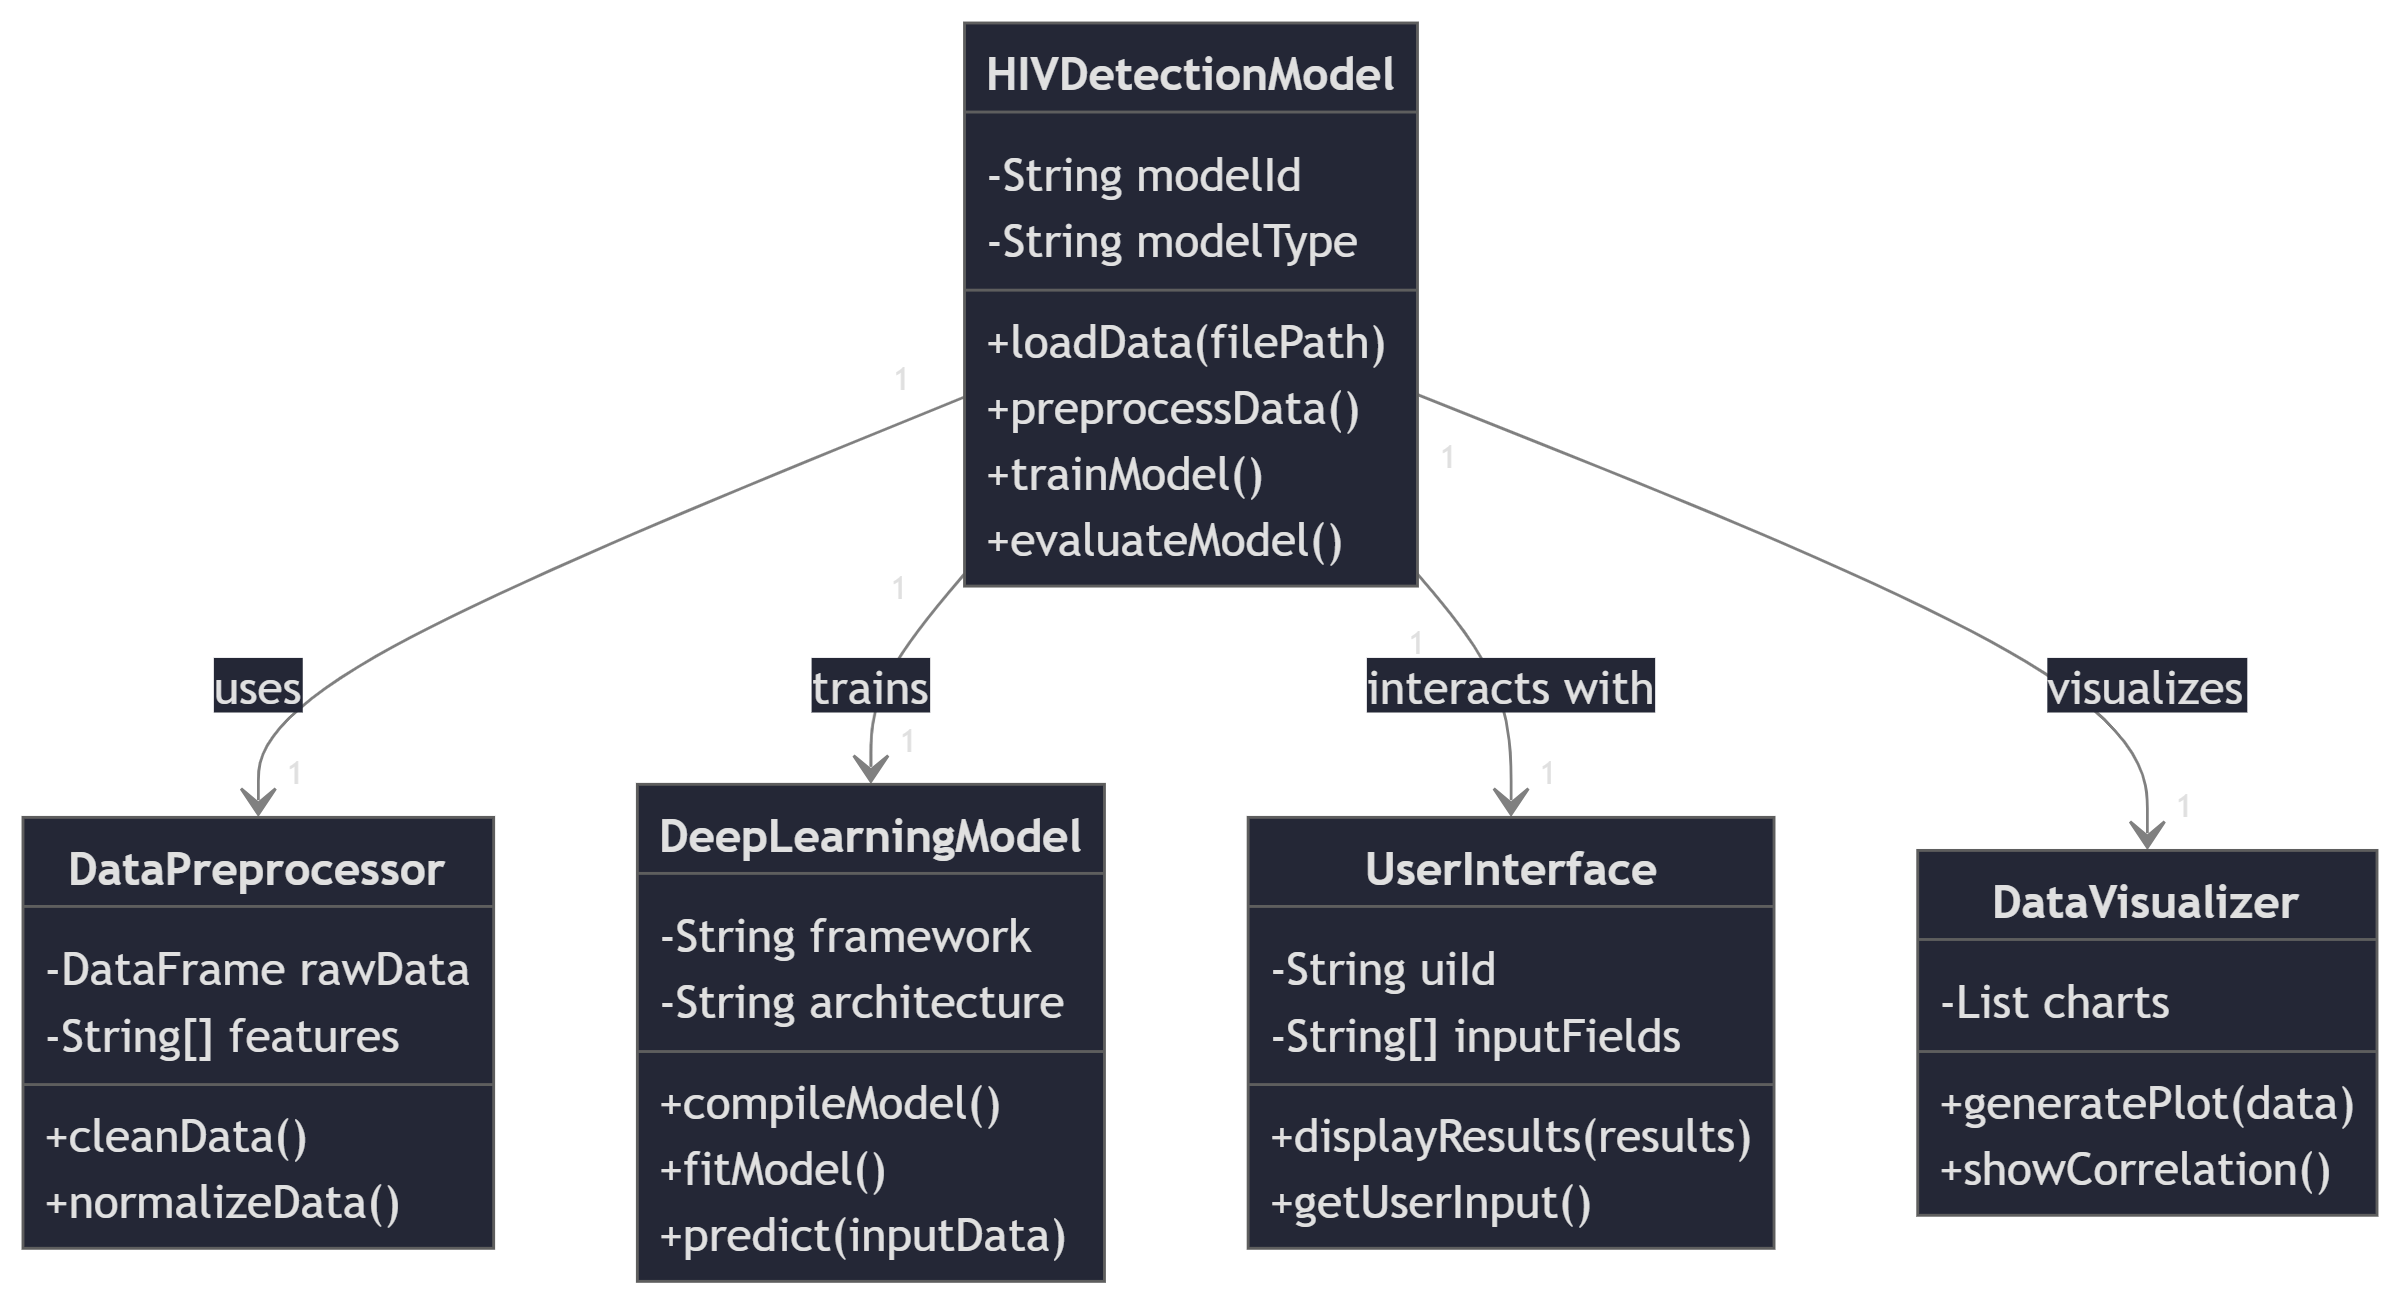 HIVDetectionModel
-String modelId
-String modelType
+loadData(filePath)
+preprocessData()
+trainModel()
+evaluateModel()
1
1
1
1
uses
trains
interacts with
visualizes
1
1
1
1
DataPreprocessor
-DataFrame rawData
-String[] features
+cleanData()
+normalizeData()
DeepLearningModel
-String framework
-String architecture
+compileModel()
+fitModel()
+predict(inputData)
UserInterface
-String uiId
-String[] inputFields
+displayResults(results)
+getUserInput()
DataVisualizer
-List charts
+generatePlot(data)
+showCorrelation()